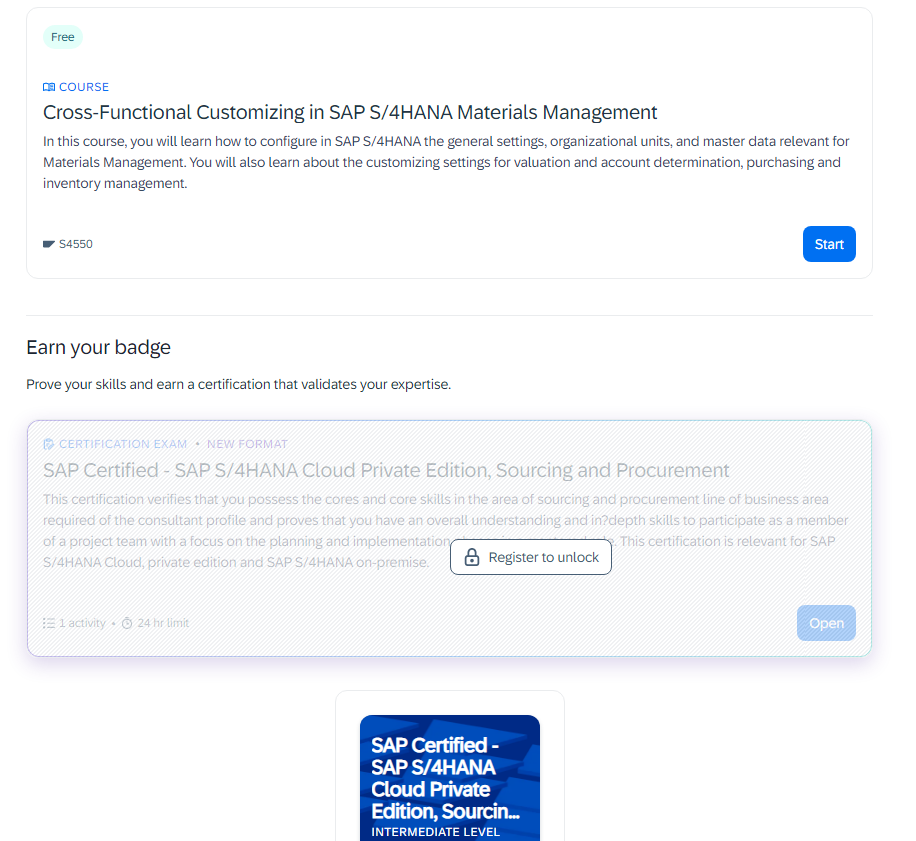 Free
COURSE
Cross-Functional Customizing in SAP S/4HANA Materials Management
In this course, you will learn how to configure in SAP S/4HANA the general settings, organizational units, and master data relevant for
Materials Management. You will also learn about the customizing settings for valuation and account determination, purchasing and
inventory management.
S4550
Start
Earn your badge
Prove your skills and earn a certification that validates your expertise.
CERTIFICATION EXAM • NEW FORMAT
SAP Certified - SAP S/4HANA Cloud Private Edition, Sourcing and Procurement
This certification verifies that you possess the cores and core skills in the area of sourcing and procurement line of business area
required of the consultant profile and proves that you have an overall understanding and in?depth skills to participate as a member
of a project team with a focus on the planning and implementation. This certification is relevant for SAP
S/4HANA Cloud, private edition and SAP S/4HANA on-premise.
Register to unlock
1 activity • 24 hr limit
Open
SAP Certified -
SAP S/4HANA
Cloud Private
Edition, Sourcin...
INTERMEDIATE LEVEL